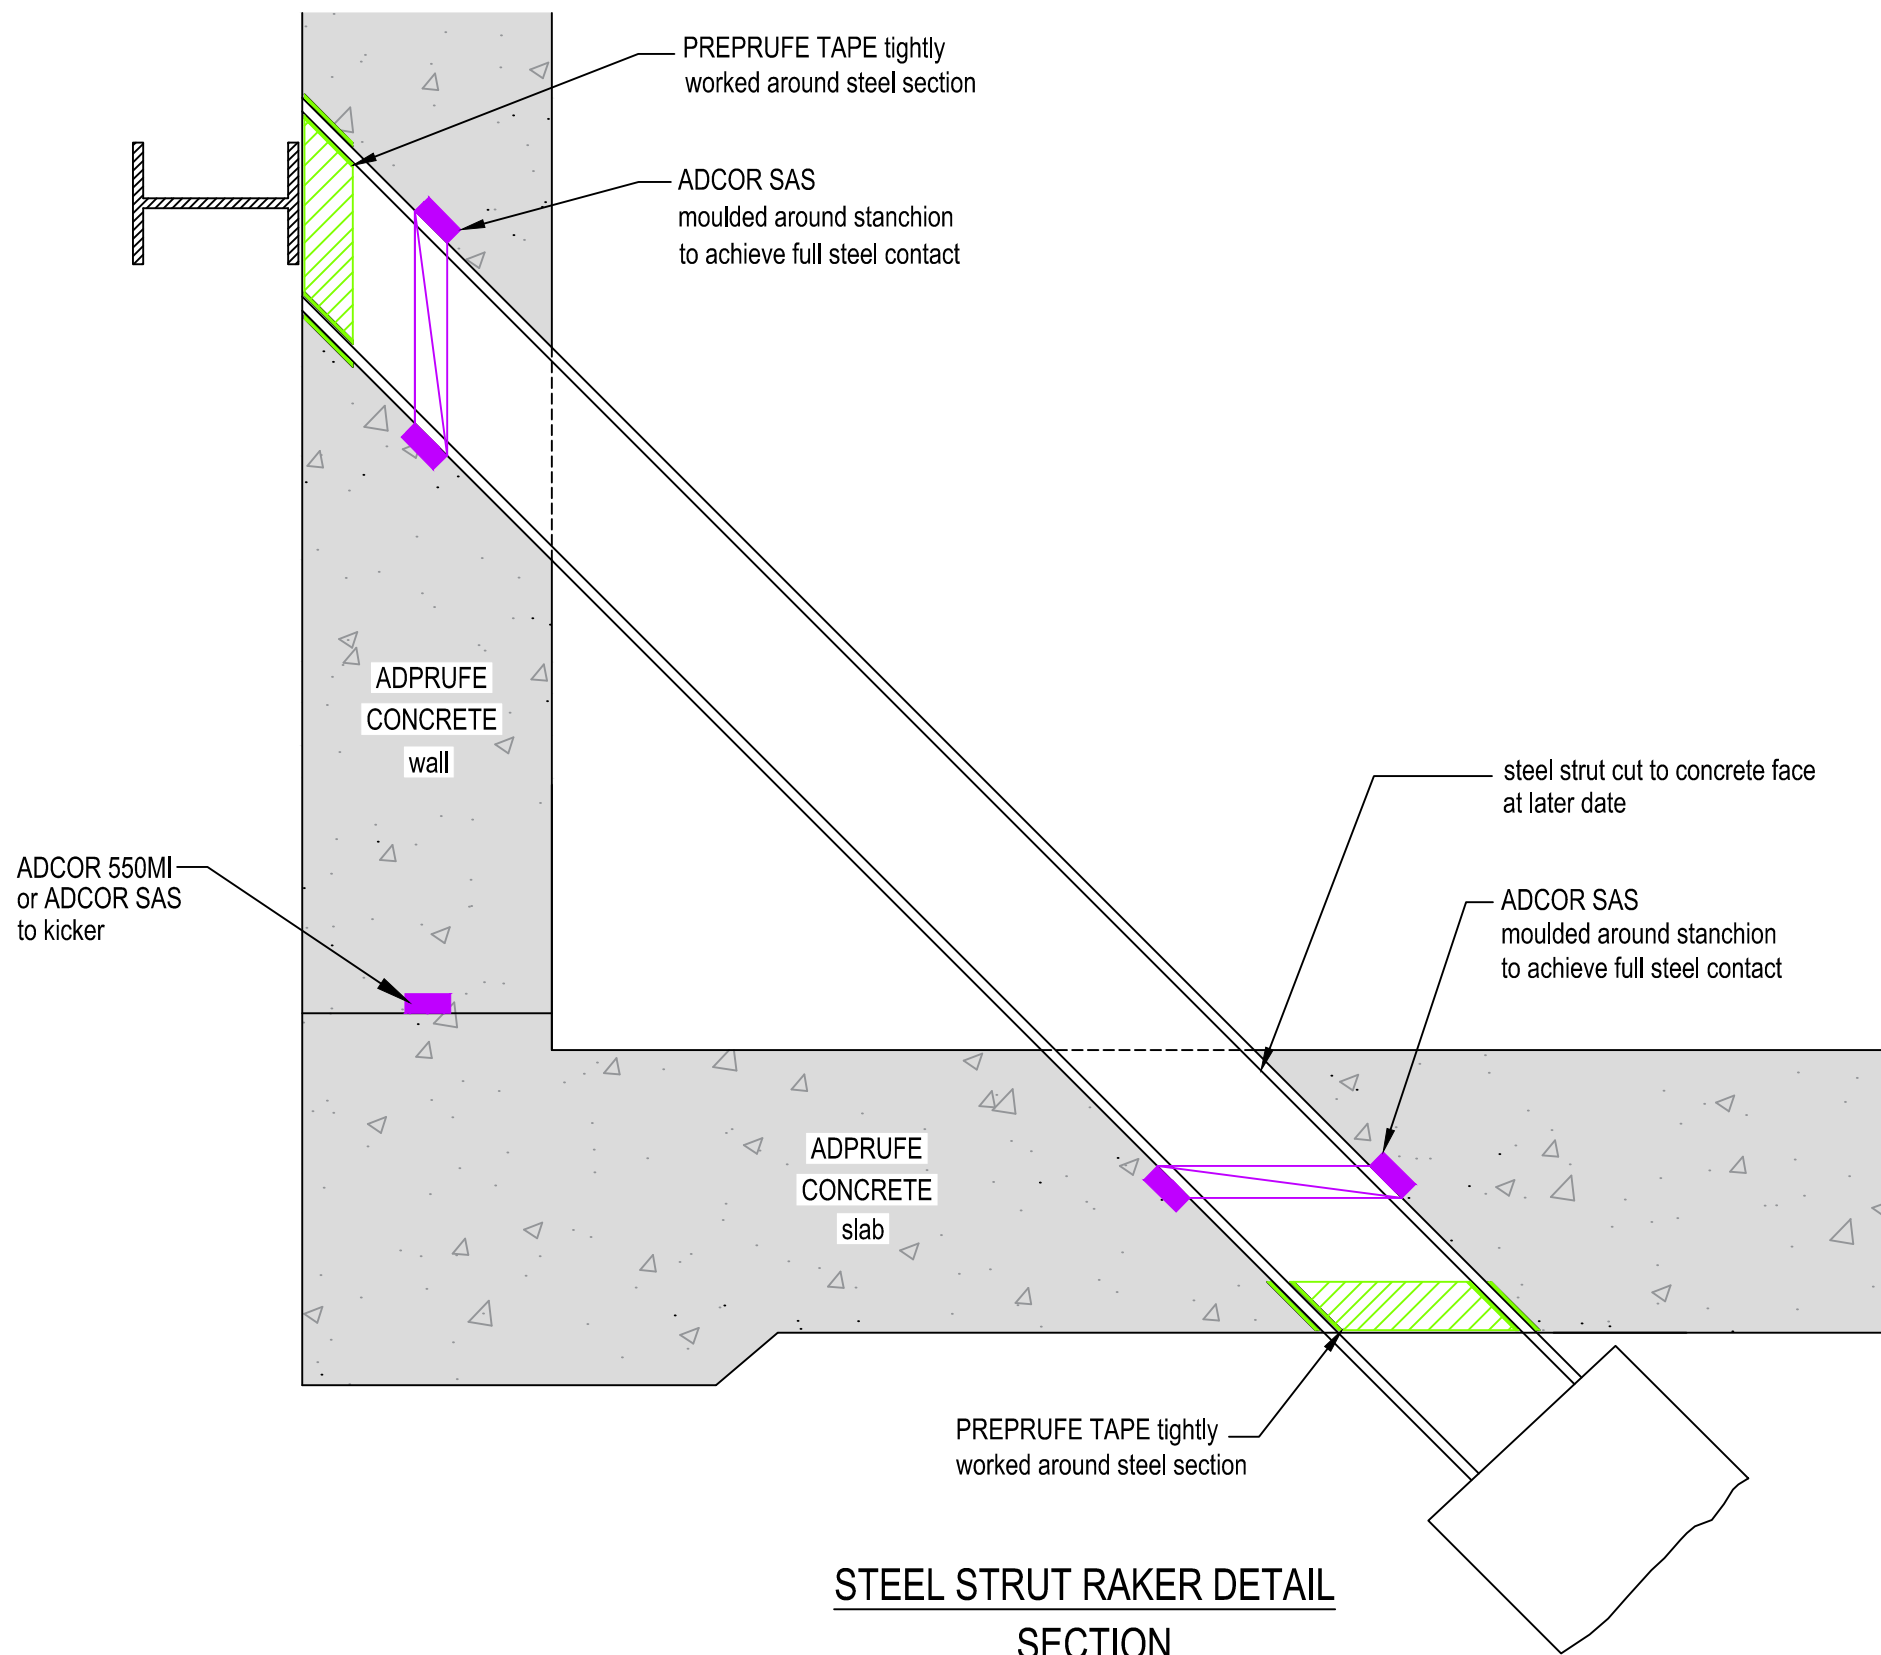 PREPRUFE TAPE tightly
worked around steel section
ADCOR SAS
moulded around stanchion
to achieve full steel contact
ADPRUFE
CONCRETE
wall
steel strut cut to concrete face
at later date
ADCOR 550MI
or ADCOR SAS
to kicker
ADCOR SAS
moulded around stanchion
to achieve full steel contact
ADPRUFE
CONCRETE
slab
PREPRUFE TAPE tightly
worked around steel section
STEEL STRUT RAKER DETAIL
SECTION